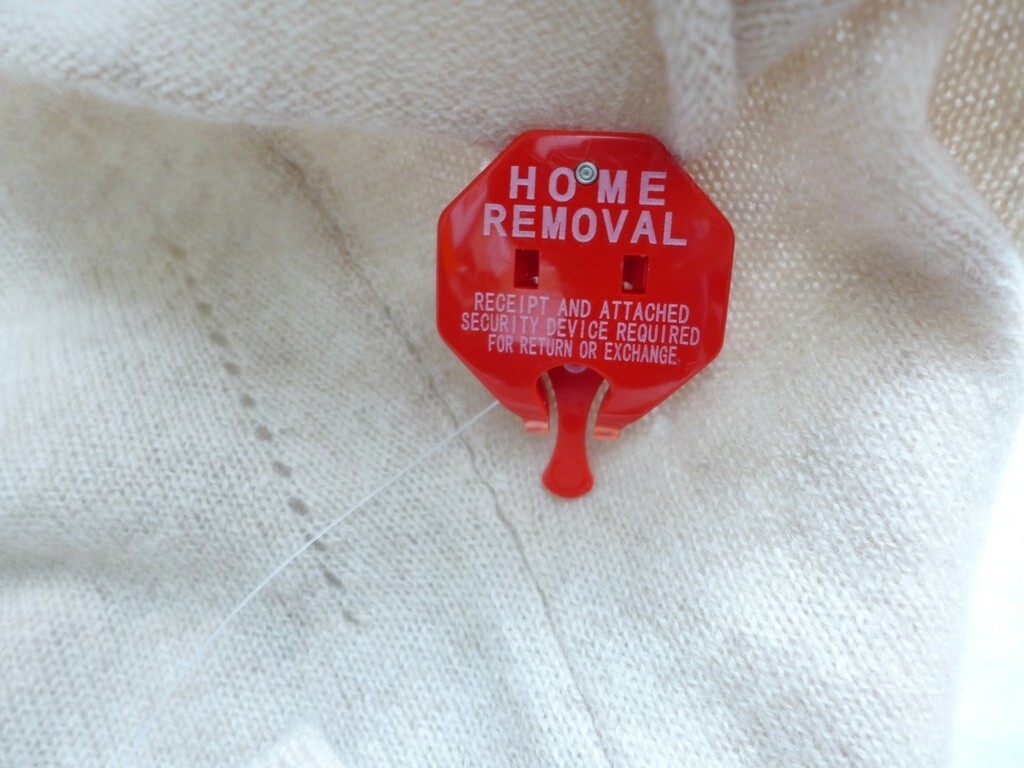 HOME
REMOVAL
RECEIPT AND ATTACHED
SECURITY DEVICE REQUIRED
FOR RETURN OR EXCHANGE